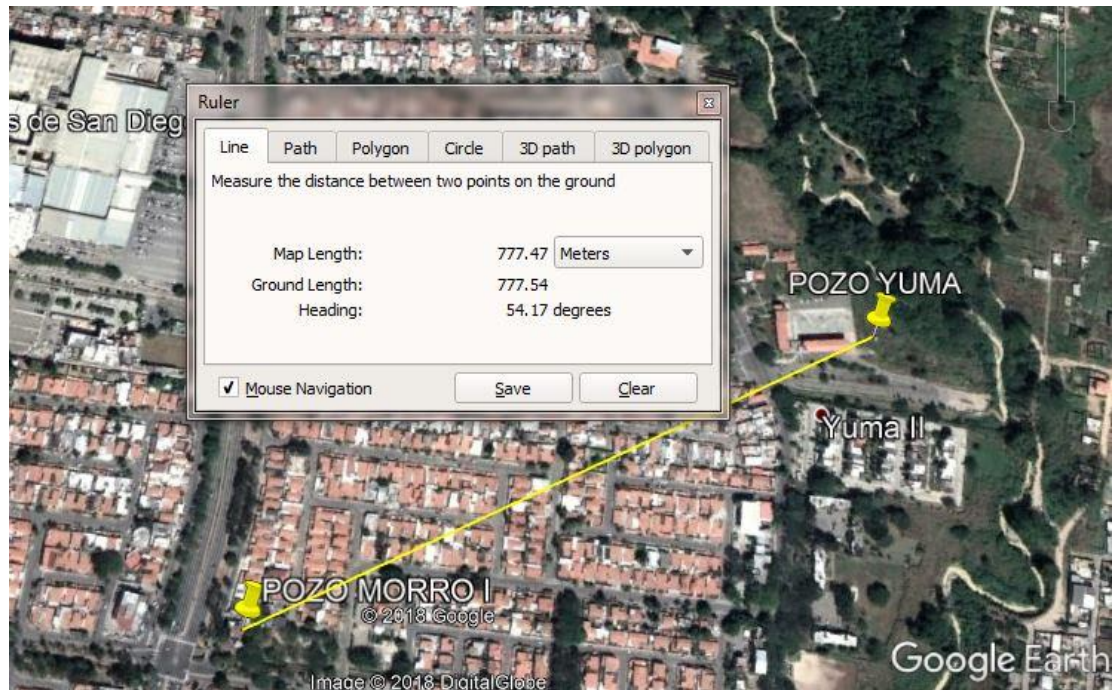 Ruler
s de San Diego
Line Path Polygon Circle 3D path 3D polygon
Measure the distance between two points on the ground
Map Length: 777.47 Meters
Ground Length: 777.54
Heading: 54.17 degrees
Mouse Navigation Save Clear
POZO YUMA
Yuma II
POZO MORRO I
© 2018 Google
Google Earth
Image © 2018 DigitalGlobe